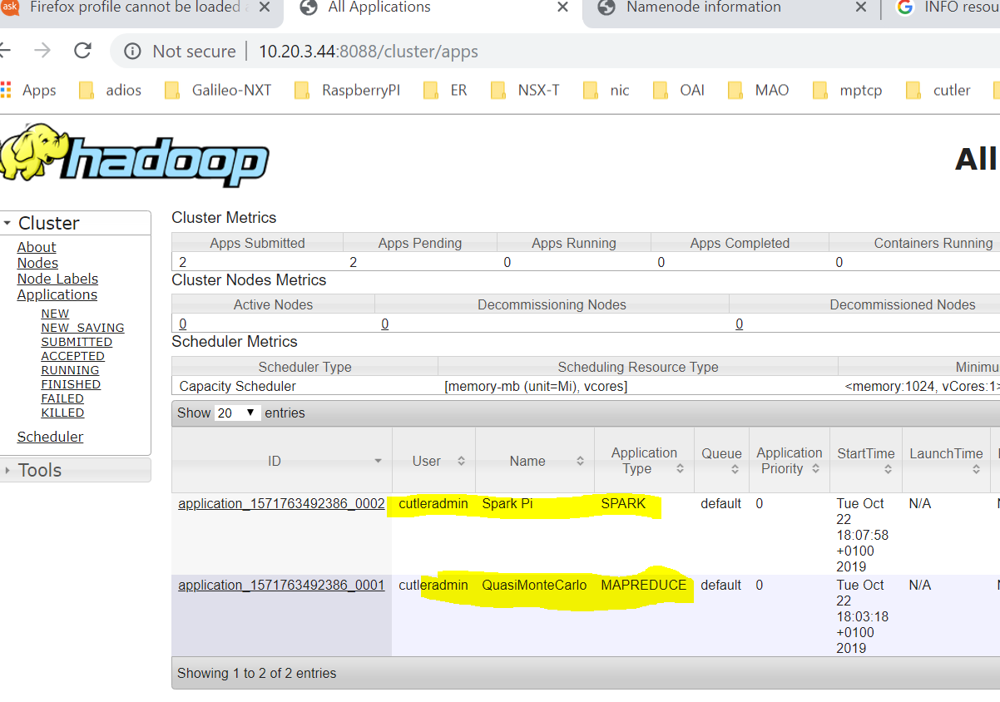 ask Firefox profile cannot be loaded All Applications Namenode information INFO resou
Not secure 10.20.3.44:8088/cluster/apps
Apps adios Galileo-NXT RaspberryPI ER NSX-T nic OAI MAO mptcp cutler
hadoop
All
Cluster
About
Nodes
Node Labels
Applications
NEW
NEW_SAVING
SUBMITTED
ACCEPTED
RUNNING
FINISHED
FAILED
KILLED
Scheduler
Tools
Cluster Metrics
Apps Submitted Apps Pending Apps Running Apps Completed Containers Running
2 2 0 0 0
Cluster Nodes Metrics
Active Nodes Decommissioning Nodes Decommissioned Nodes
0 0 0
Scheduler Metrics
Scheduler Type Scheduling Resource Type Minimu
Capacity Scheduler [memory-mb (unit=Mi), vcores] <memory:1024, vCores:1>
Show 20 entries
ID User Name Application Type Queue Application Priority StartTime LaunchTime
application_1571763492386_0002 cutleradmin Spark Pi SPARK default 0 Tue Oct N/A
22
18:07:58
+0100
2019
application_1571763492386_0001 cutleradmin QuasiMonteCarlo MAPREDUCE default 0 Tue Oct N/A
22
18:03:18
+0100
2019
Showing 1 to 2 of 2 entries